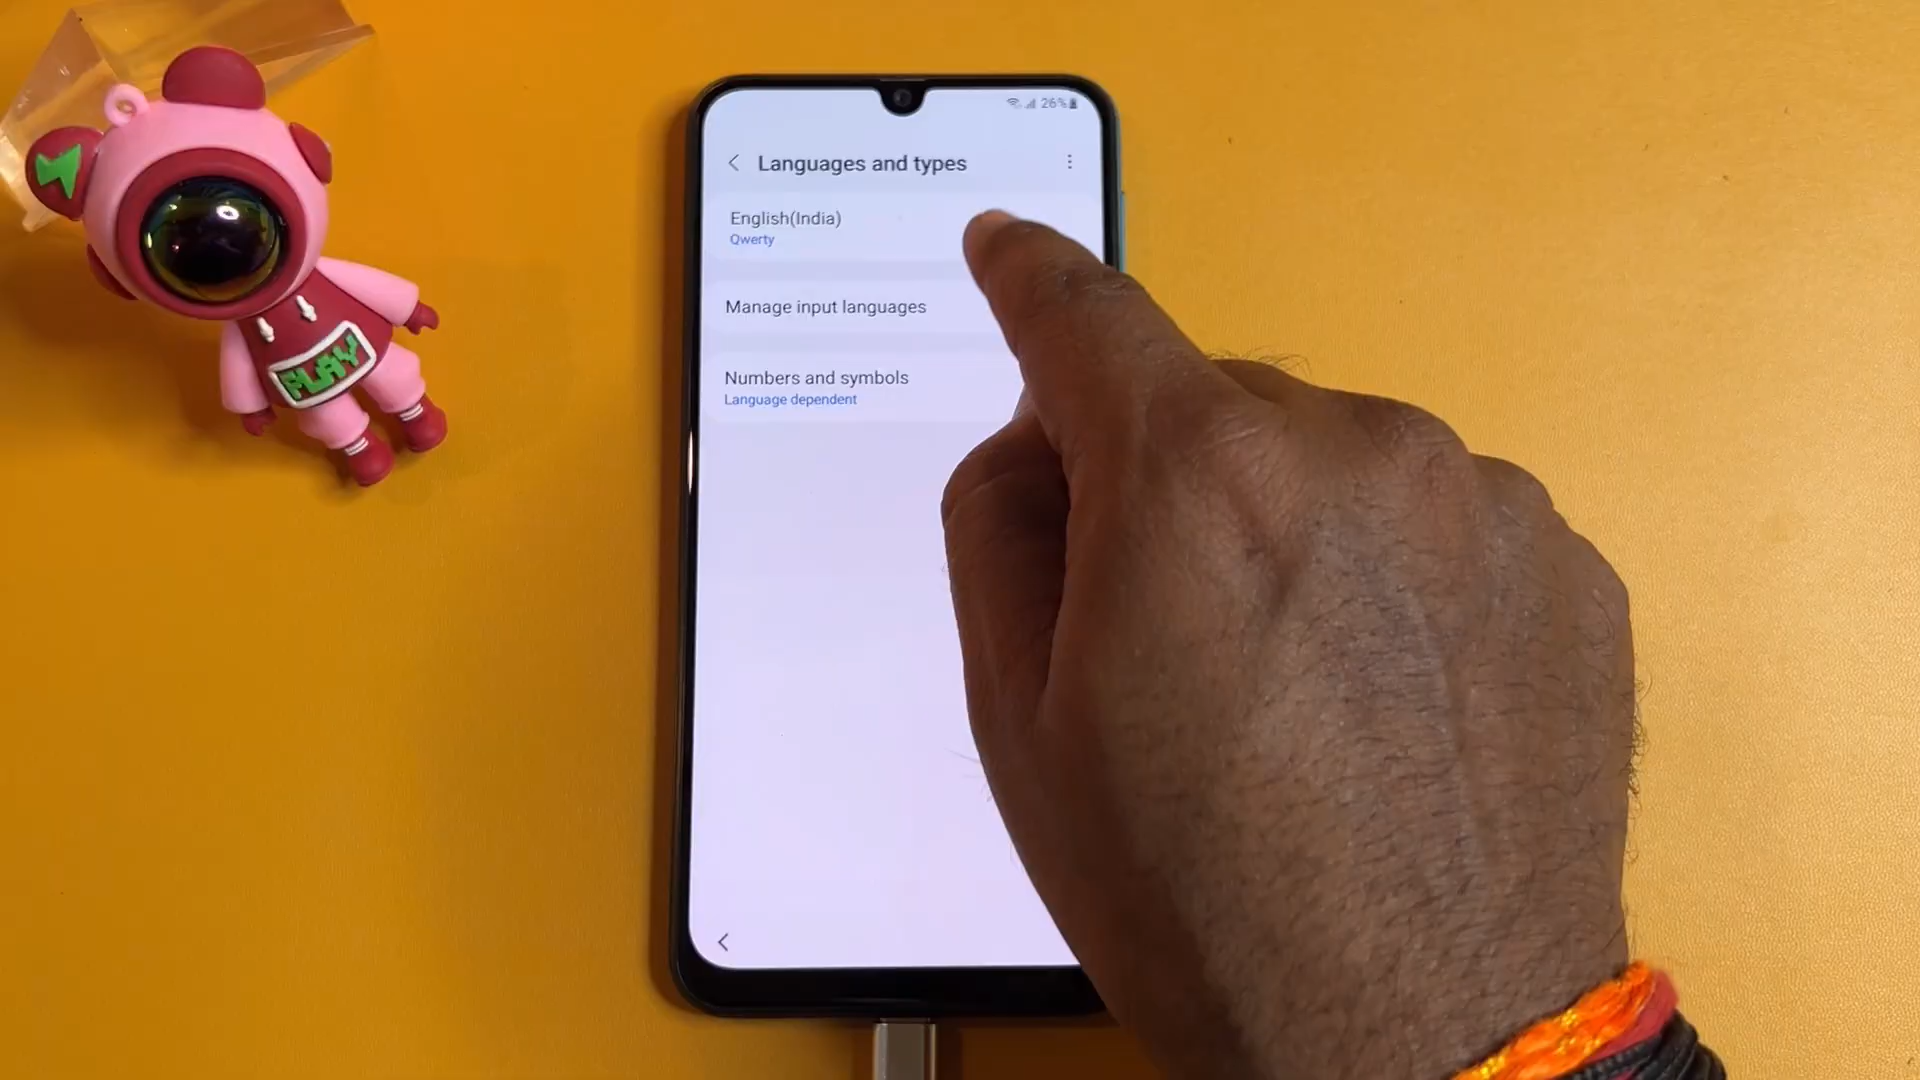 26%
Languages and types
English(India)
Qwerty
Manage input languages
Numbers and symbols
Language dependent
PLAY